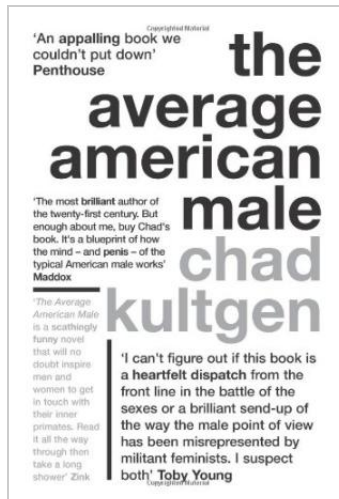 Copyrighted Material
'An appalling book we
couldn't put down'
Penthouse
the
average
american
male
chad
kultgen
'The most brilliant author of
the twenty-first century. But
enough about me, buy Chad's
book. It's a blueprint of how
the mind – and penis – of the
typical American male works'
Maddox
'The Average
American Male
is a scathingly
funny novel
that will no
doubt inspire
men and
women to get
in touch with
their inner
primates. Read
it all the way
through then
take a long
shower' Zink
'I can't figure out if this book is
a heartfelt dispatch from the
front line in the battle of the
sexes or a brilliant send-up of
the way the male point of view
has been misrepresented by
militant feminists. I suspect
both' Toby Young
Copyrighted Material